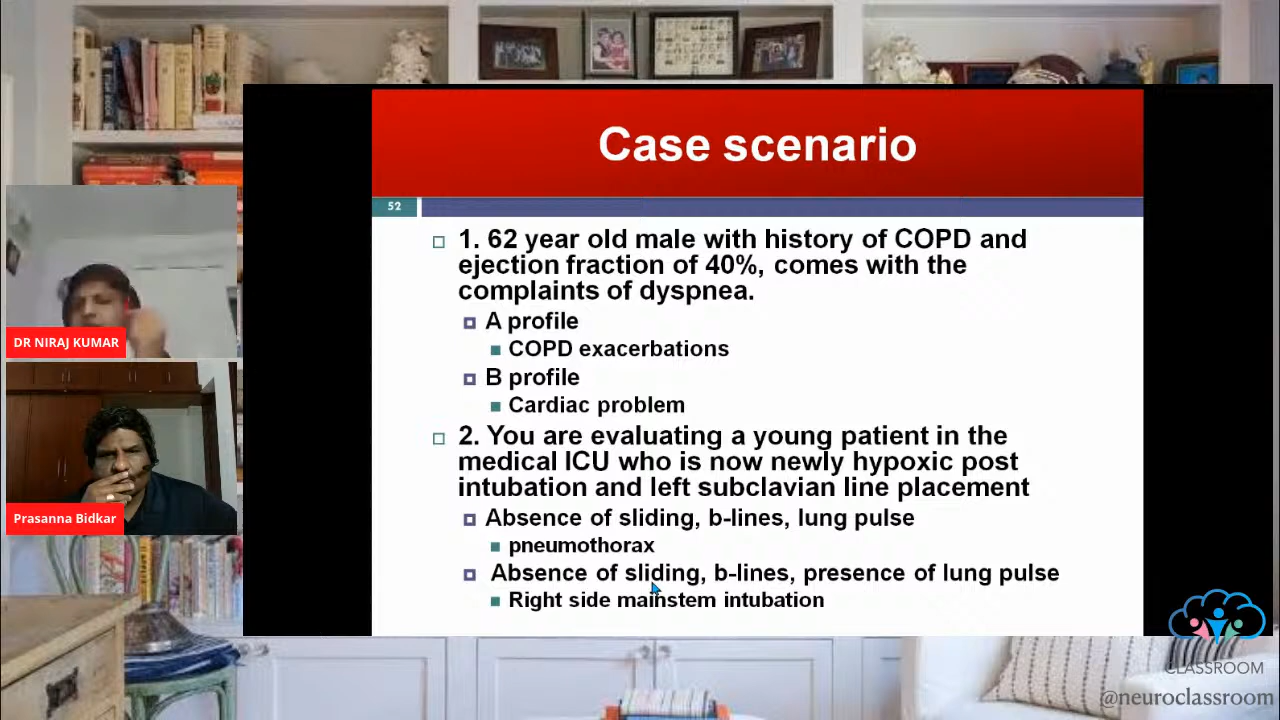 Case scenario
52
1. 62 year old male with history of COPD and
ejection fraction of 40%, comes with the
complaints of dyspnea.
A profile
COPD exacerbations
B profile
Cardiac problem
2. You are evaluating a young patient in the
medical ICU who is now newly hypoxic post
intubation and left subclavian line placement
Absence of sliding, b-lines, lung pulse
pneumothorax
Absence of sliding, b-lines, presence of lung pulse
Right side mainstem intubation
DR NIRAJ KUMAR
Prasanna Bidkar
CLASSROOM
@neuroclassroom